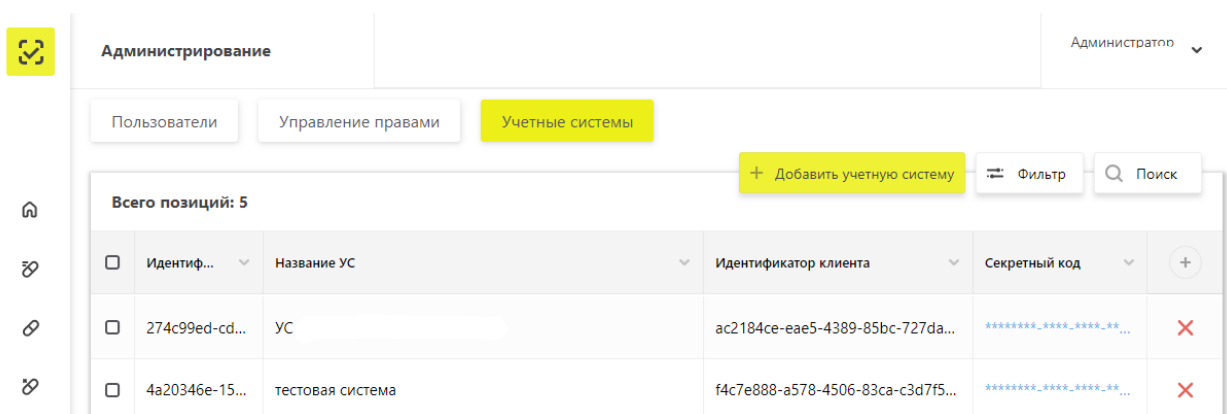 Администрирование
Администратор
Пользователи Управление правами Учетные системы
+ Добавить учетную систему Фильтр Поиск
Всего позиций: 5
Идентиф... Название УС Идентификатор клиента Секретный код +
274c99ed-cd... УС ac2184ce-eae5-4389-85bc-727da... ********-****-****-**...
4a20346e-15... тестовая система f4c7e888-a578-4506-83ca-c3d7f5... ********-****-****-**...